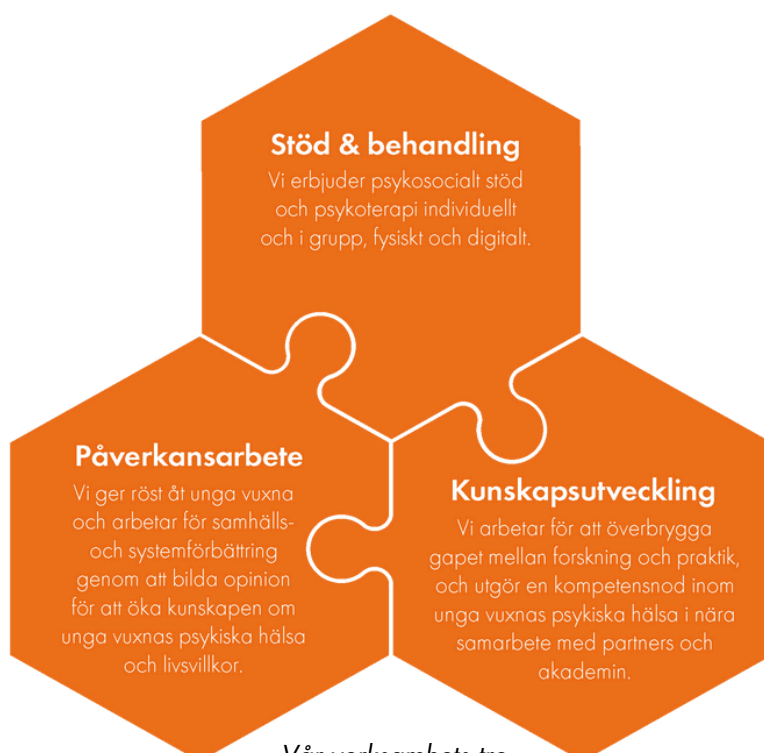 Stöd & behandling
Vi erbjuder psykosocialt stöd
och psykoterapi individuellt
och i grupp, fysiskt och digitalt.
Påverkansarbete
Vi ger röst åt unga vuxna
och arbetar för samhälls-
och systemförbättring
genom att bilda opinion
för att öka kunskapen om
unga vuxnas psykiska hälsa
och livsvillkor.
Kunskapsutveckling
Vi arbetar för att överbrygga
gapet mellan forskning och praktik,
och utgör en kompetensnod inom
unga vuxnas psykiska hälsa i nära
samarbete med partners och
akademin.
Vår verksamhets tre